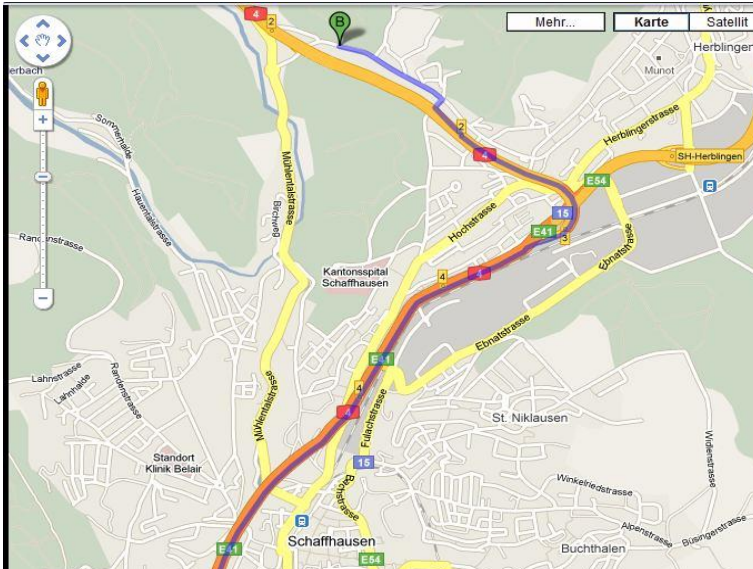 4
2
B
Mehr...
Karte
Satellit
Herblingen
erbach
Munot
Sommerhalde
2
Herblingerstrasse
4
SH-Herblingen
Mühlentalstrasse
E54
Hauentalstrasse
Birchweg
15
Hochstrasse
E41
3
Randenstrasse
Kantonsspital
Schaffhausen
4
4
Ebnatstrasse
Ebnatstrasse
E41
Lahnstrasse
Lahnhalde
Randenstrasse
Mühlentalstrasse
4
4
Fulachstrasse
St. Niklausen
Widlenstrasse
Standort
Klinik Belair
15
Bachstrasse
Winkelriedstrasse
Alpenstrasse
Büsingerstrasse
Schaffhausen
Buchthalen
E41
E54